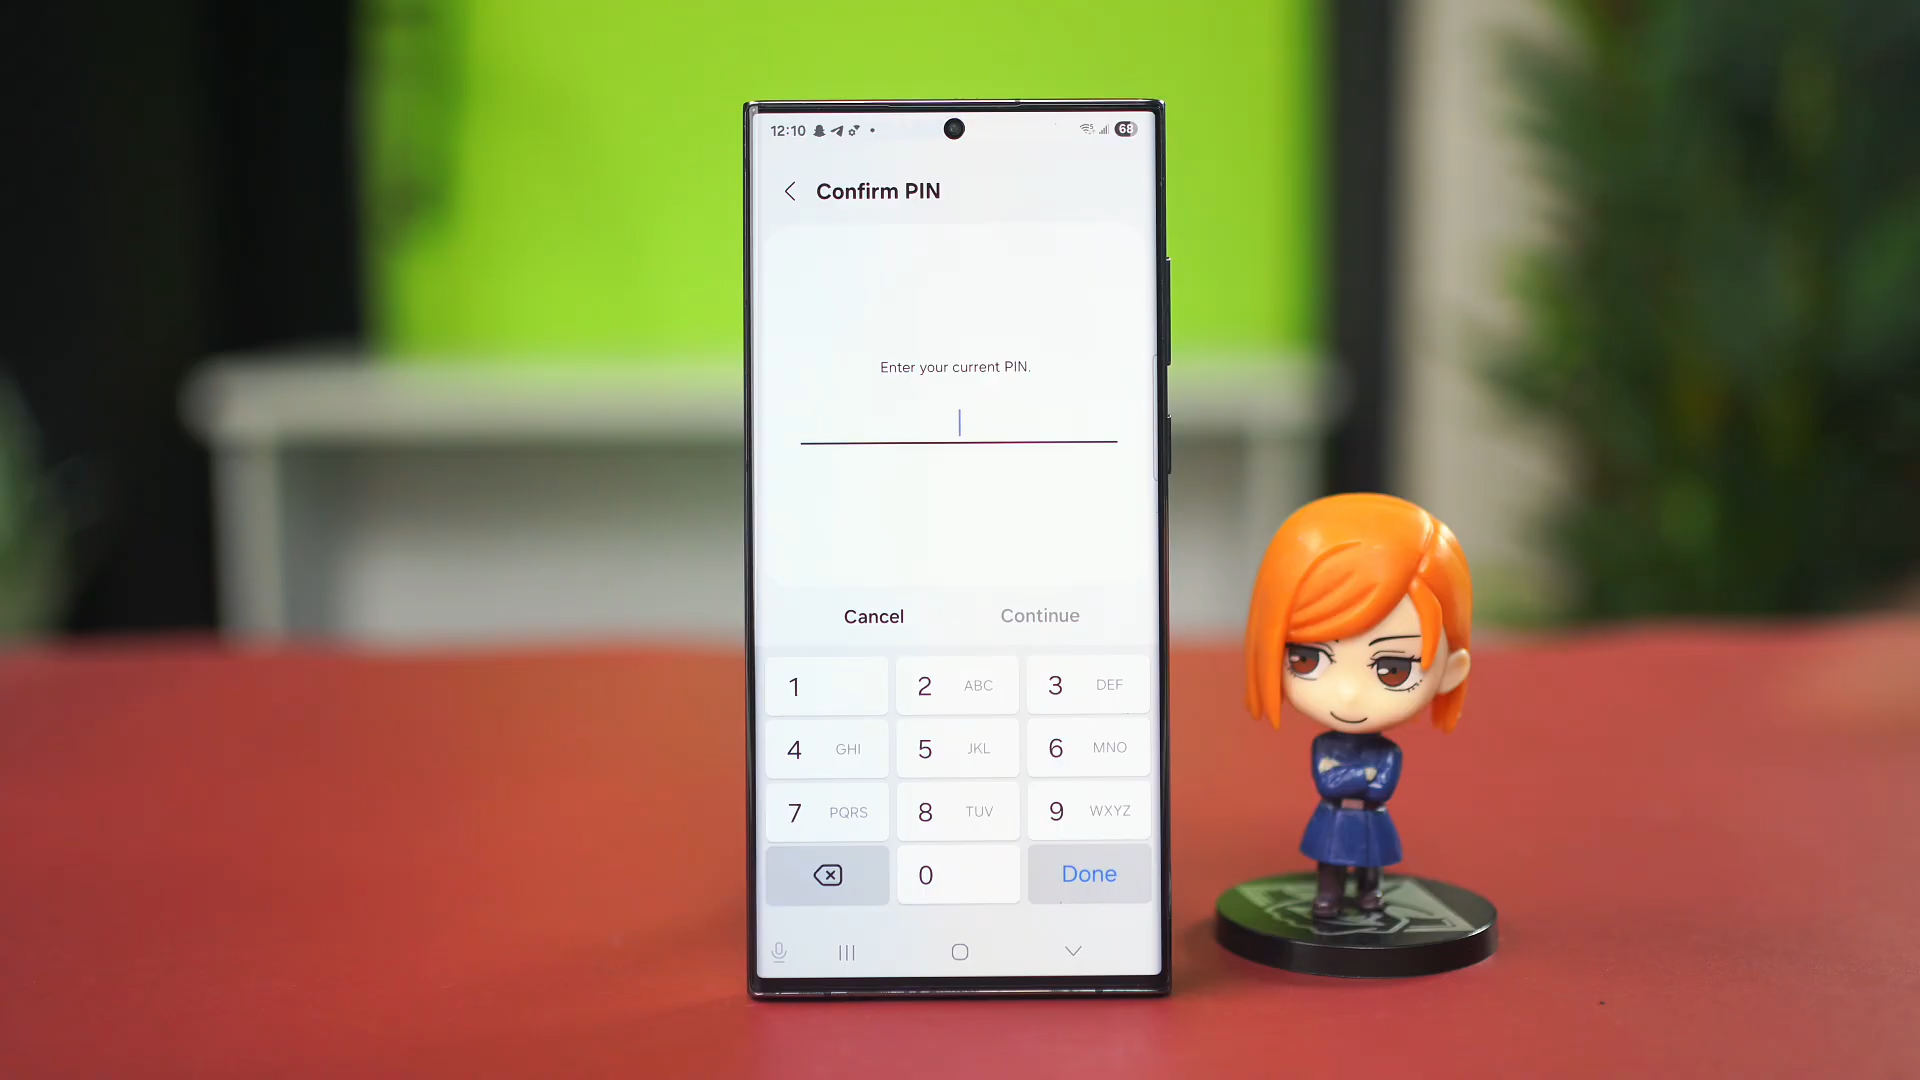 12:10 68
Confirm PIN
Enter your current PIN.
Cancel Continue
1 2 ABC 3 DEF
4 GHI 5 JKL 6 MNO
7 PQRS 8 TUV 9 WXYZ
0 Done